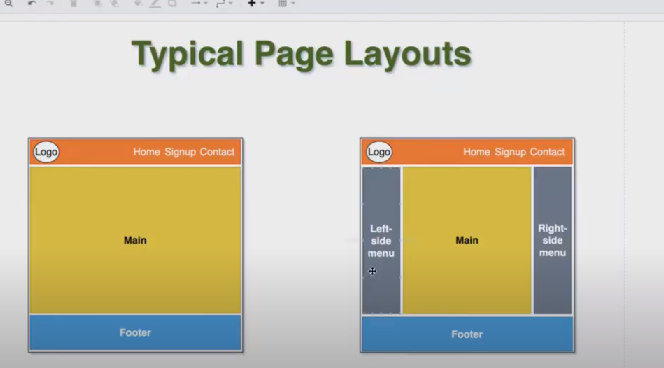 Typical Page Layouts
Logo
Home Signup Contact
Main
Footer
Logo
Home Signup Contact
Left-
side
menu
Main
Right-
side
menu
Footer